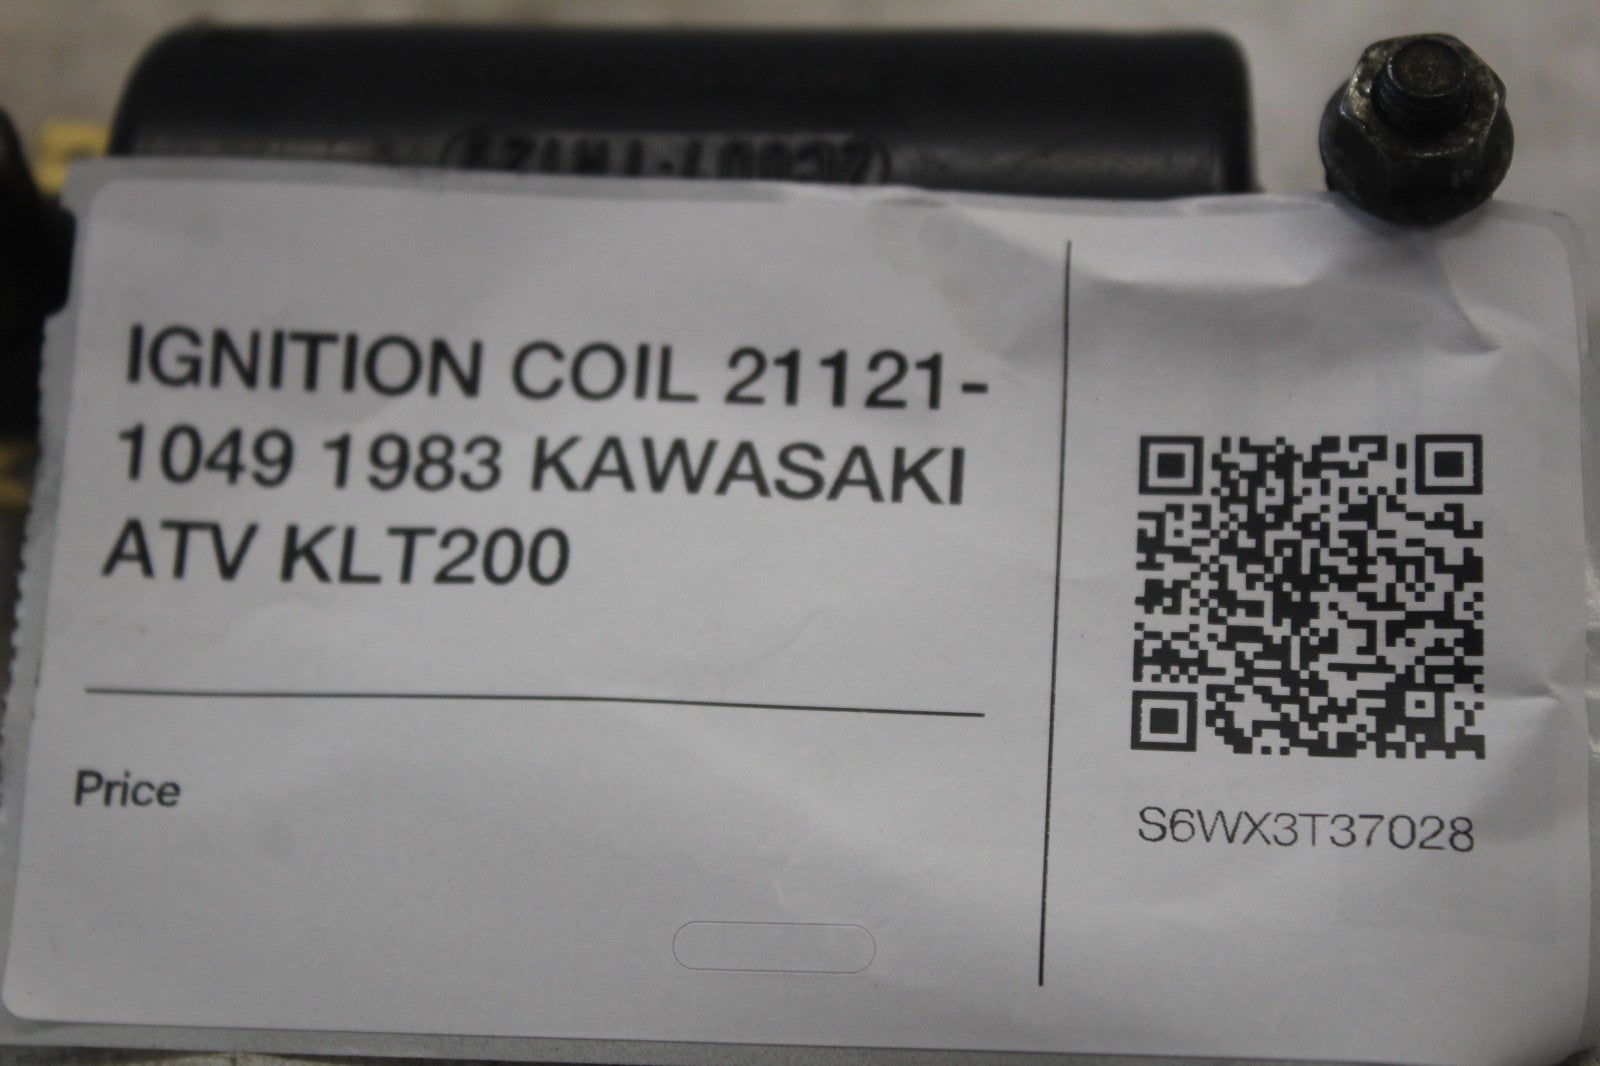 IGNITION COIL 21121-
1049 1983 KAWASAKI
ATV KLT200
Price
S6WX3T37028